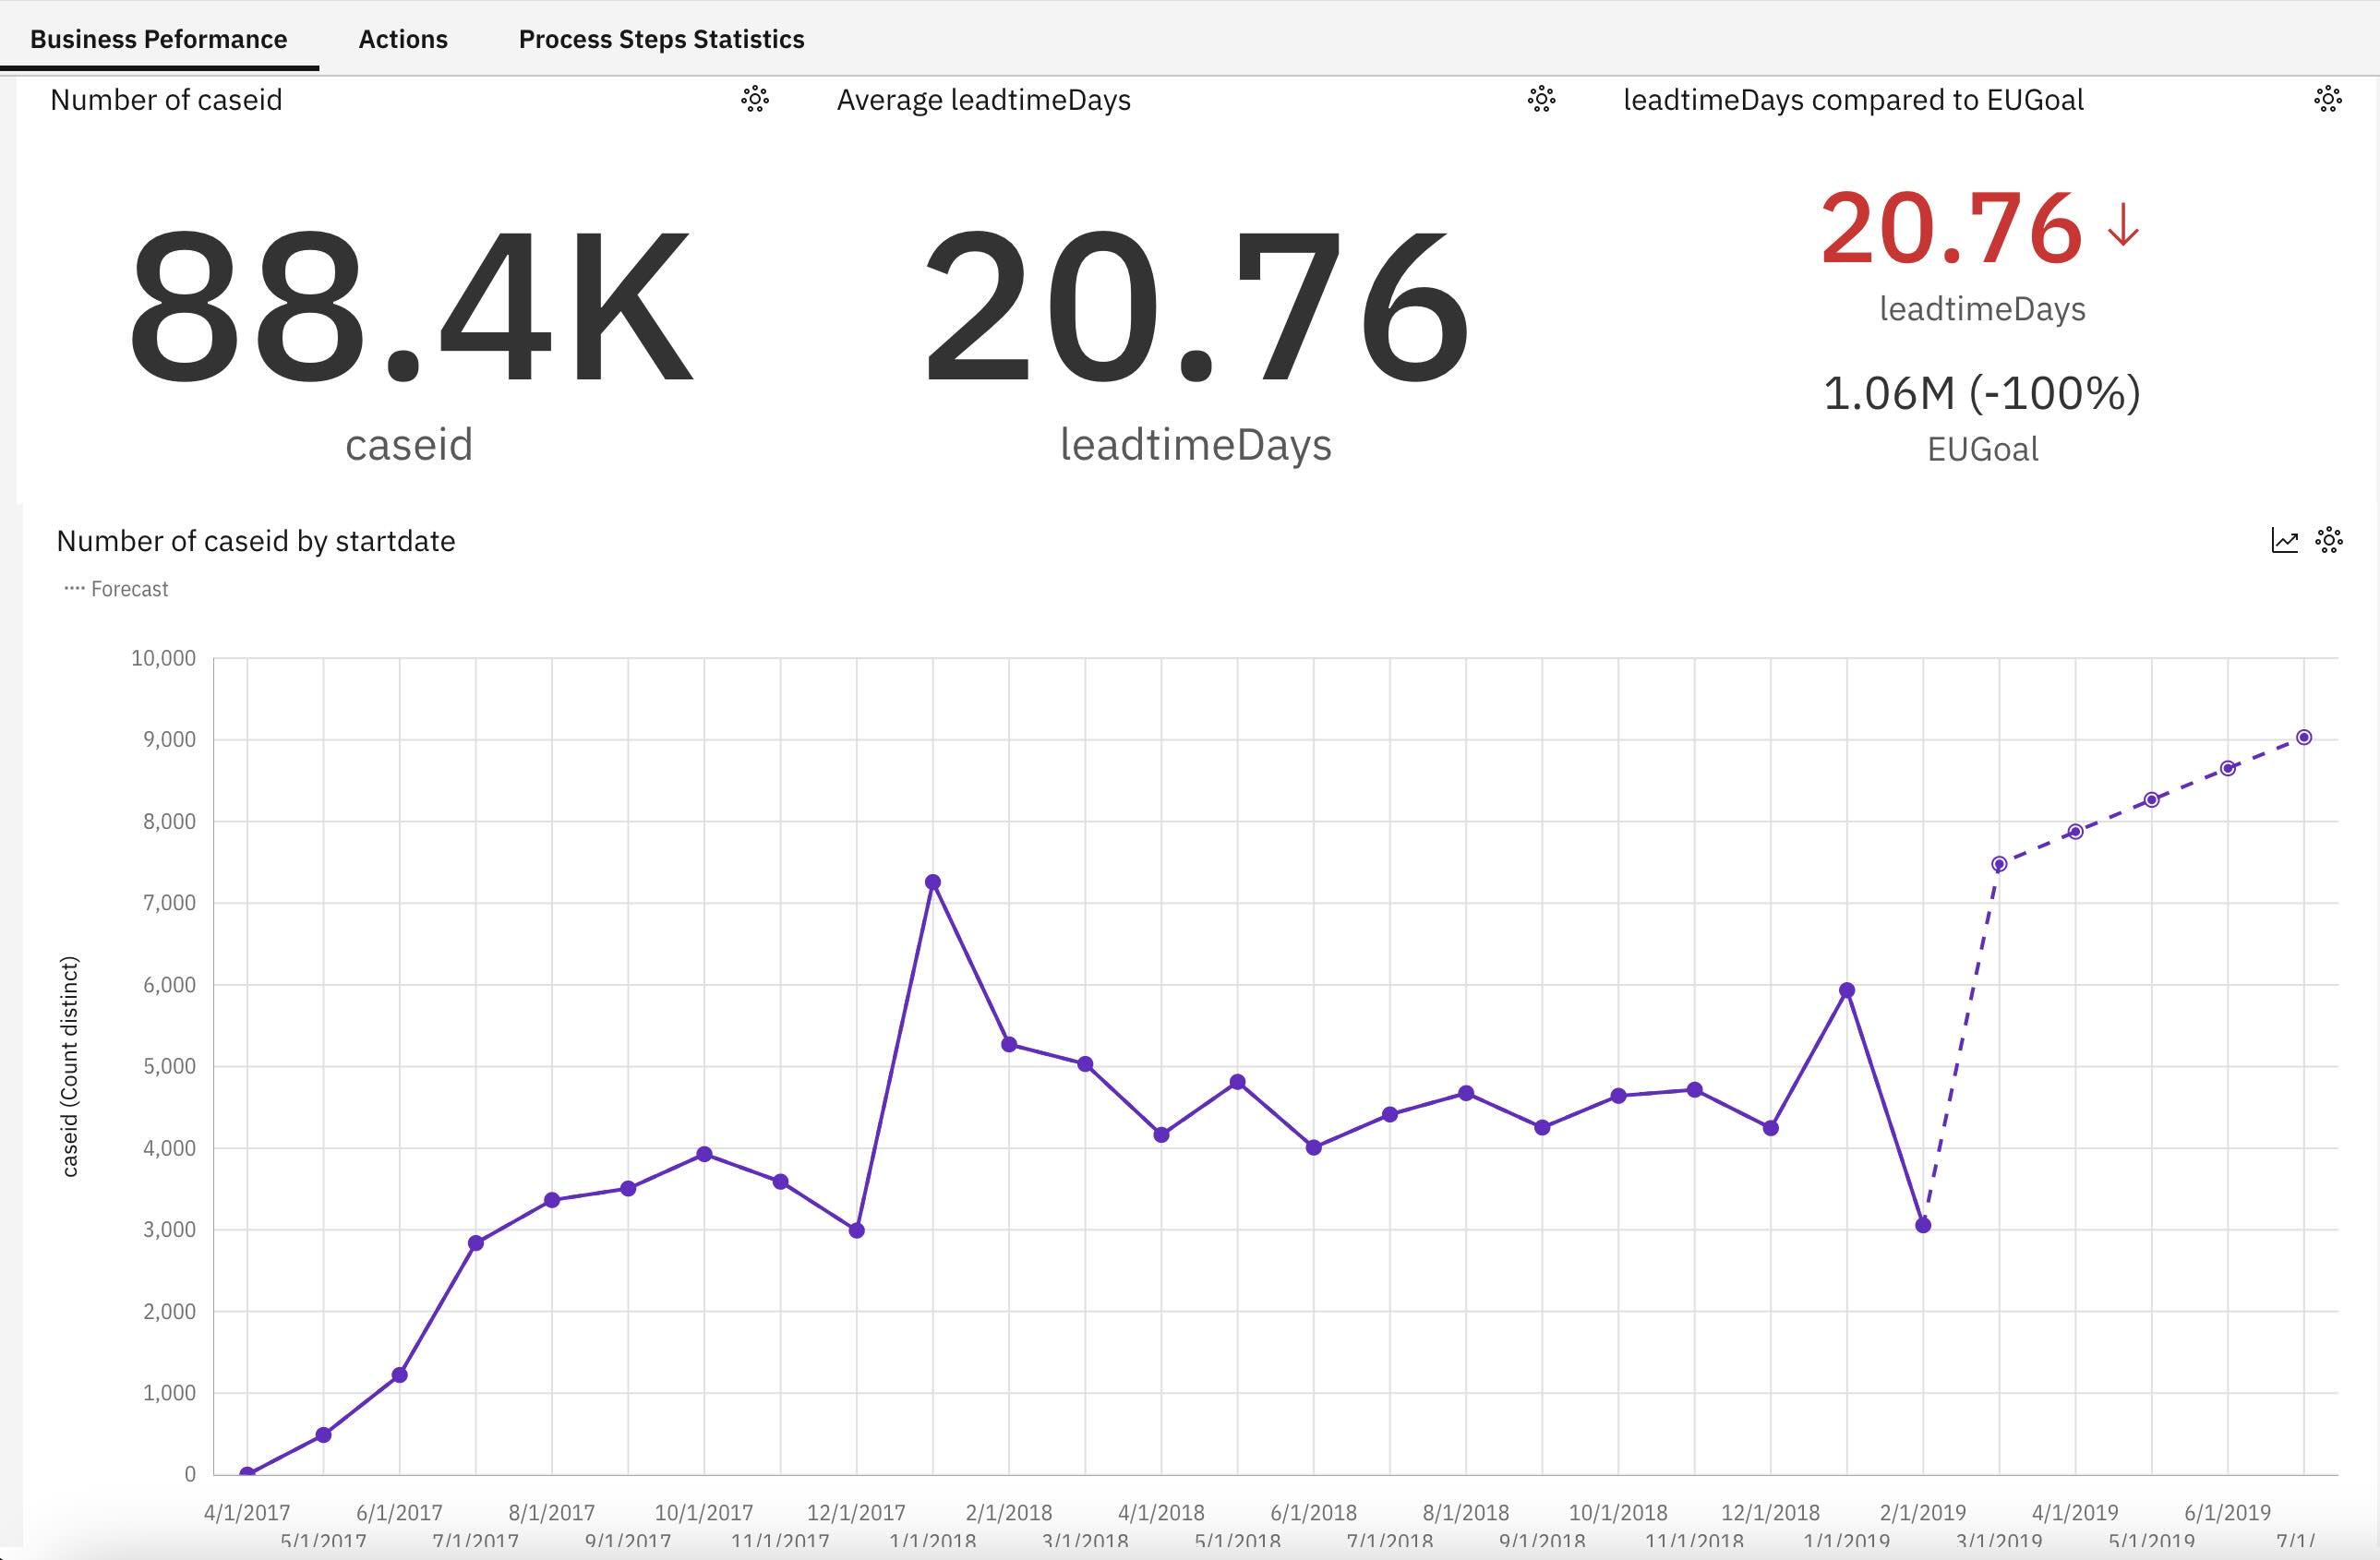 Business Peformance Actions Process Steps Statistics
Number of caseid
88.4K
caseid
Average leadtimeDays
20.76
leadtimeDays
leadtimeDays compared to EUGoal
20.76
leadtimeDays
1.06M (-100%)
EUGoal
Number of caseid by startdate
Forecast
caseid (Count distinct)
10,000
9,000
8,000
7,000
6,000
5,000
4,000
3,000
2,000
1,000
0
4/1/2017 6/1/2017 8/1/2017 10/1/2017 12/1/2017 2/1/2018 4/1/2018 6/1/2018 8/1/2018 10/1/2018 12/1/2018 2/1/2019 4/1/2019 6/1/2019
5/1/2017 7/1/2017 9/1/2017 11/1/2017 1/1/2018 3/1/2018 5/1/2018 7/1/2018 9/1/2018 11/1/2018 1/1/2019 3/1/2019 5/1/2019 7/1/